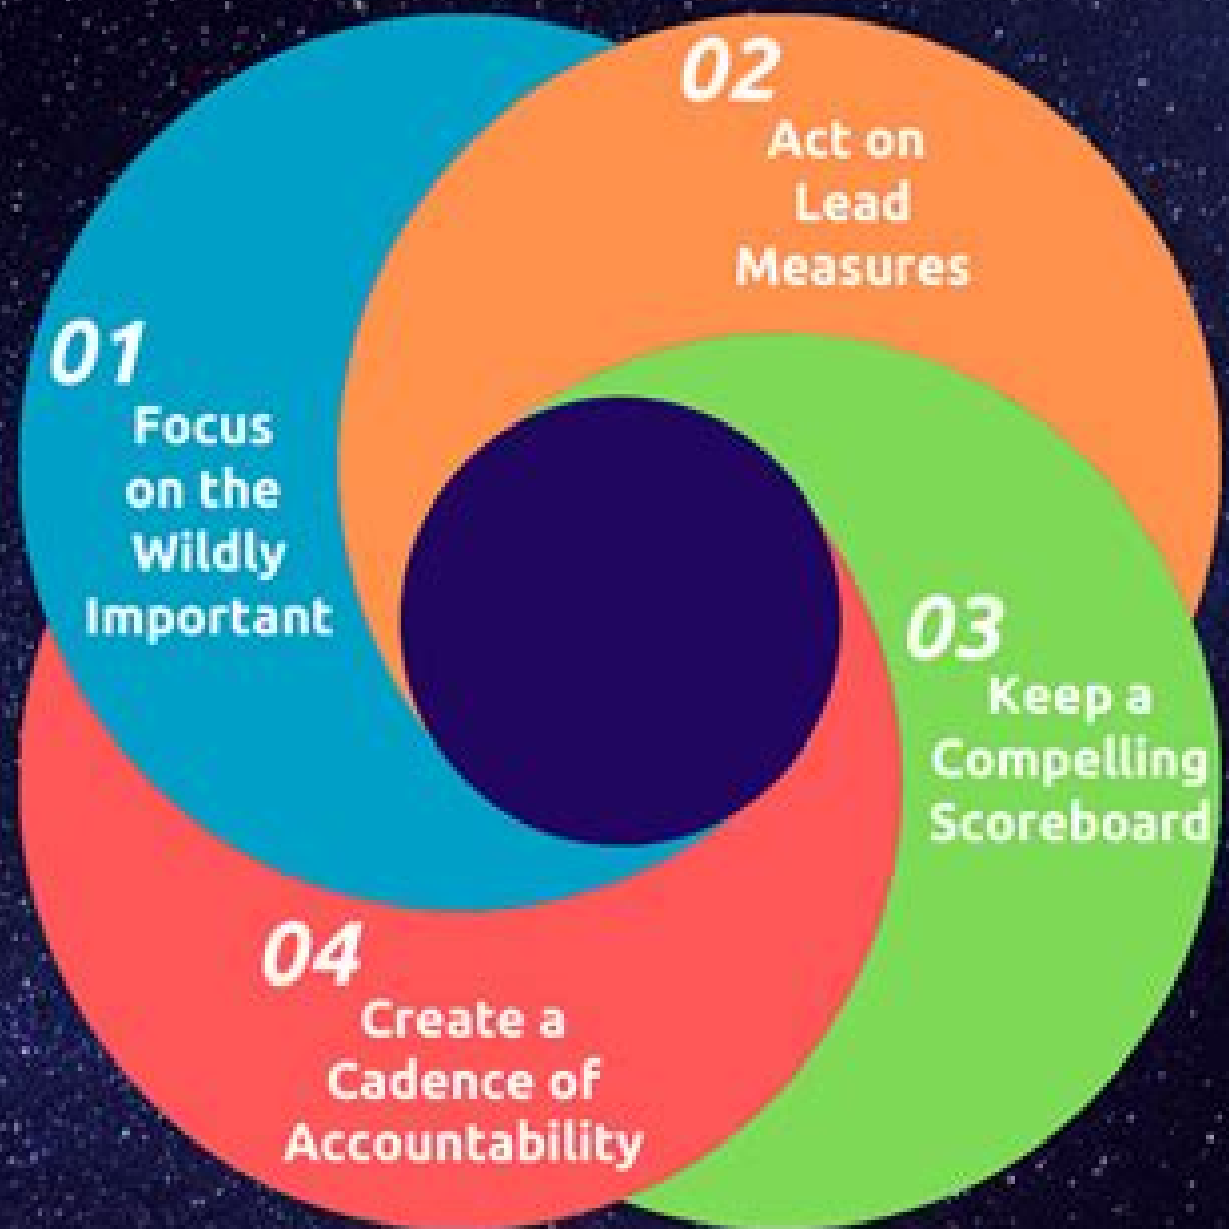 01
Focus
on the
Wildly
Important
02
Act on
Lead
Measures
03
Keep a
Compelling
Scoreboard
04
Create a
Cadence of
Accountability